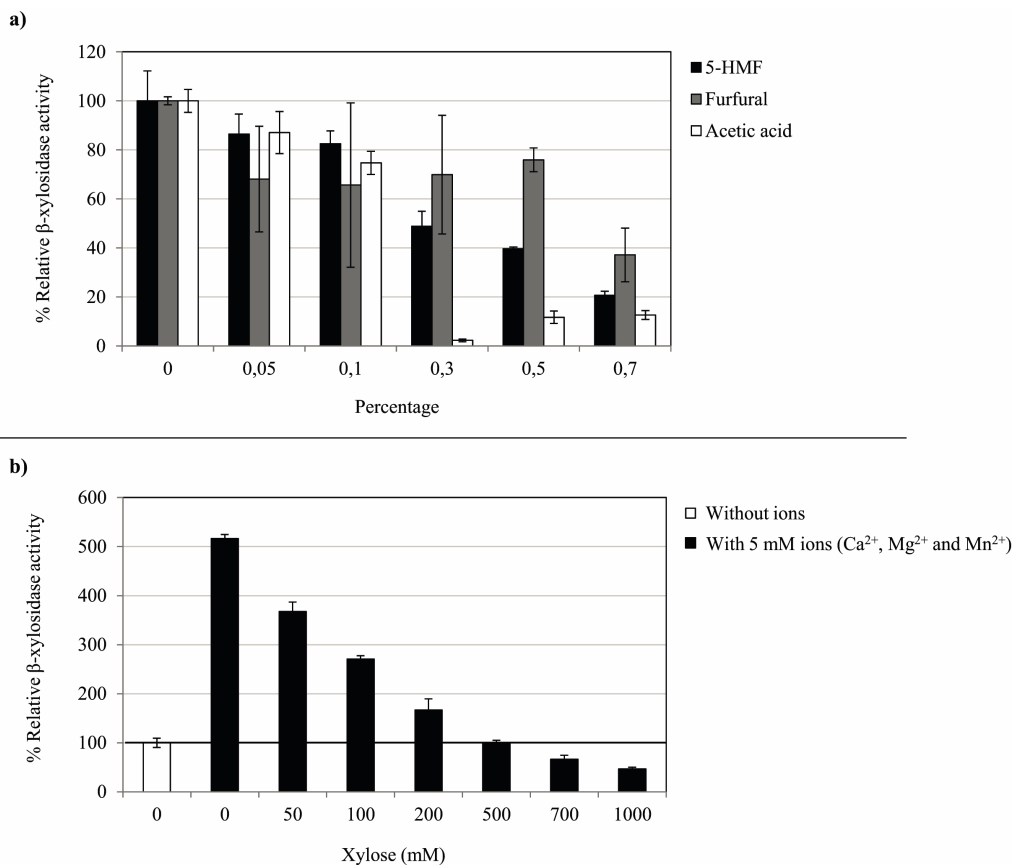 a)
% Relative β-xylosidase activity
120
100
80
60
40
20
0
0 0,05 0,1 0,3 0,5 0,7
Percentage
5-HMF
Furfural
Acetic acid
b)
% Relative β-xylosidase activity
600
500
400
300
200
100
0
0 0 50 100 200 500 700 1000
Xylose (mM)
Without ions
With 5 mM ions (Ca²⁺, Mg²⁺ and Mn²⁺)